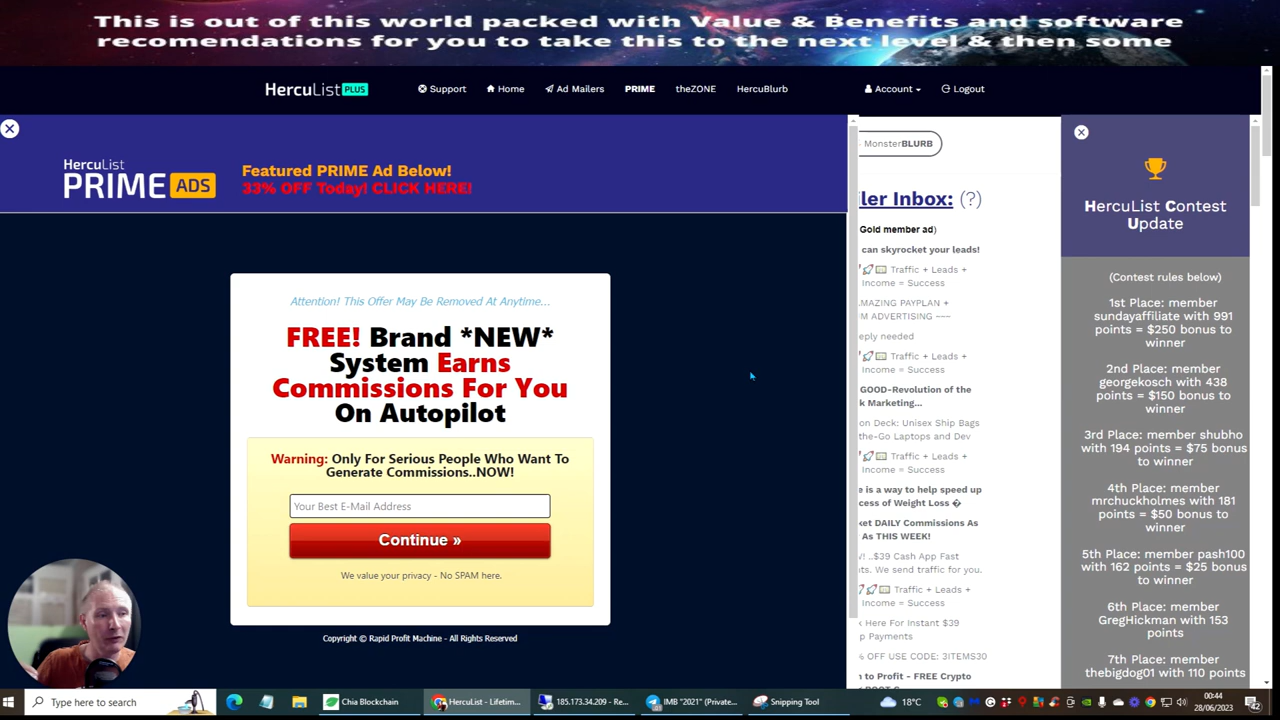 This is out of this world packed with Value & Benefits and software
recomendations for you to take this to the next level & then some
HercuList PLUS
Support
Home
Ad Mailers
PRIME
theZONE
HercuBlurb
Account
Logout
HercuList
PRIME ADS
Featured PRIME Ad Below!
33% OFF Today! CLICK HERE!
Attention! This Offer May Be Removed At Anytime...
FREE! Brand *NEW*
System Earns
Commissions For You
On Autopilot
Warning: Only For Serious People Who Want To
Generate Commissions..NOW!
Your Best E-Mail Address
Continue »
We value your privacy - No SPAM here.
Copyright © Rapid Profit Machine - All Rights Reserved
MonsterBLURB
iler Inbox: (?)
Gold member ad)
can skyrocket your leads!
Traffic + Leads +
Income = Success
MAZING PAYPLAN +
M ADVERTISING ~~~
eply needed
Traffic + Leads +
Income = Success
GOOD-Revolution of the
k Marketing...
on Deck: Unisex Ship Bags
the-Go Laptops and Dev
Traffic + Leads +
Income = Success
e is a way to help speed up
cess of Weight Loss �
ket DAILY Commissions As
As THIS WEEK!
! ..$39 Cash App Fast
nts. We send traffic for you.
Traffic + Leads +
Income = Success
k Here For Instant $39
p Payments
% OFF USE CODE: 3ITEMS30
n to Profit - FREE Crypto
HercuList Contest
Update
(Contest rules below)
1st Place: member
sundayaffiliate with 991
points = $250 bonus to
winner
2nd Place: member
georgekosch with 438
points = $150 bonus to
winner
3rd Place: member shubho
with 194 points = $75 bonus
to winner
4th Place: member
mrchuckholmes with 181
points = $50 bonus to
winner
5th Place: member pash100
with 162 points = $25 bonus
to winner
6th Place: member
GregHickman with 153
points
7th Place: member
thebigdog01 with 110 points
Type here to search
Chia Blockchain
HercuList - Lifetim...
185.173.34.209 - Re...
IMB "2021" (Private...
Snipping Tool
18°C
00:44
28/06/2023
42